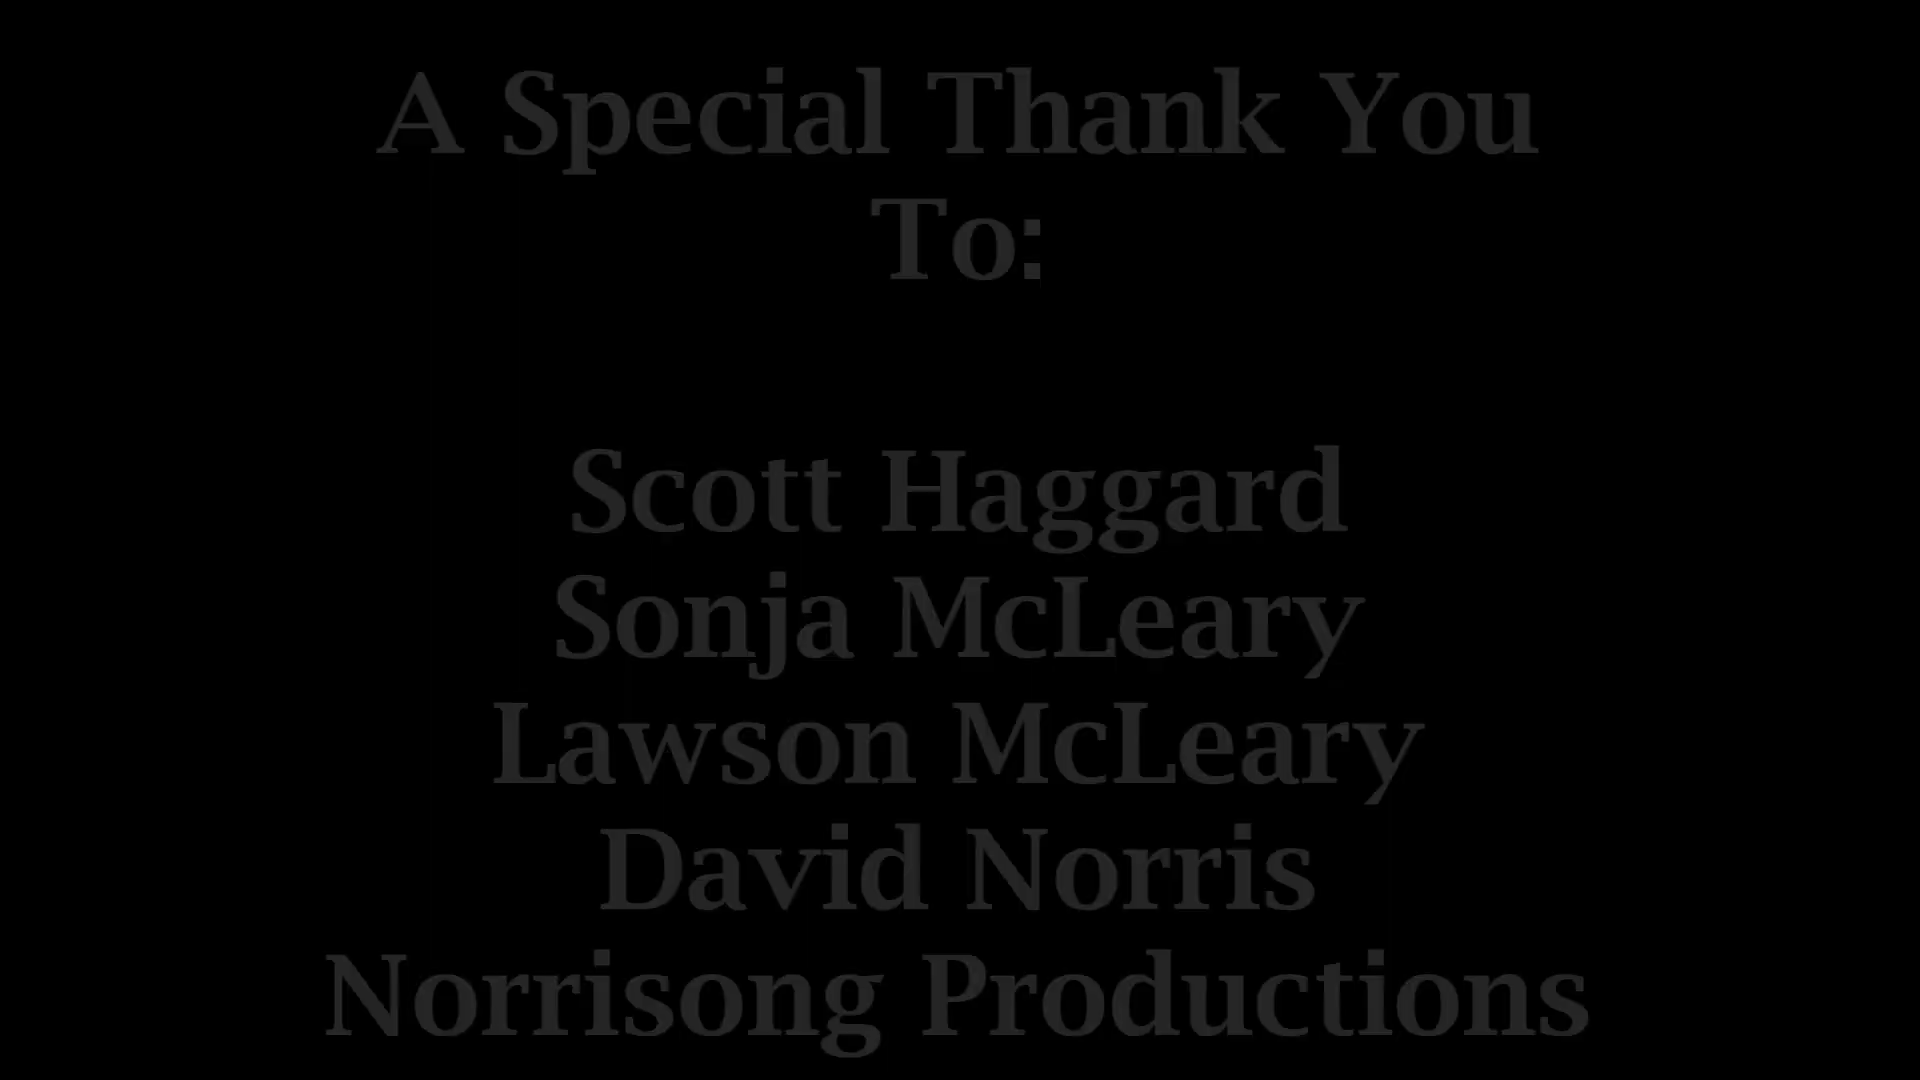 A Special Thank You
To:
Scott Haggard
Sonja McLeary
Lawson McLeary
David Norris
Norrisong Productions